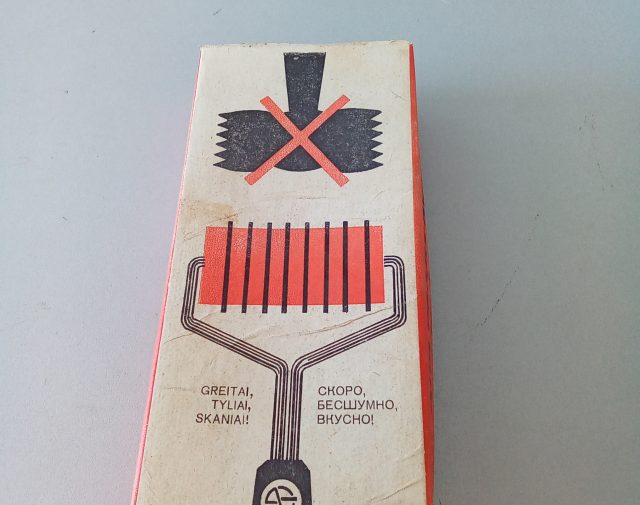 GREITAI,
TYLIAI,
SKANIAI!
СКОРО,
БЕСШУМНО,
ВКУСНО!